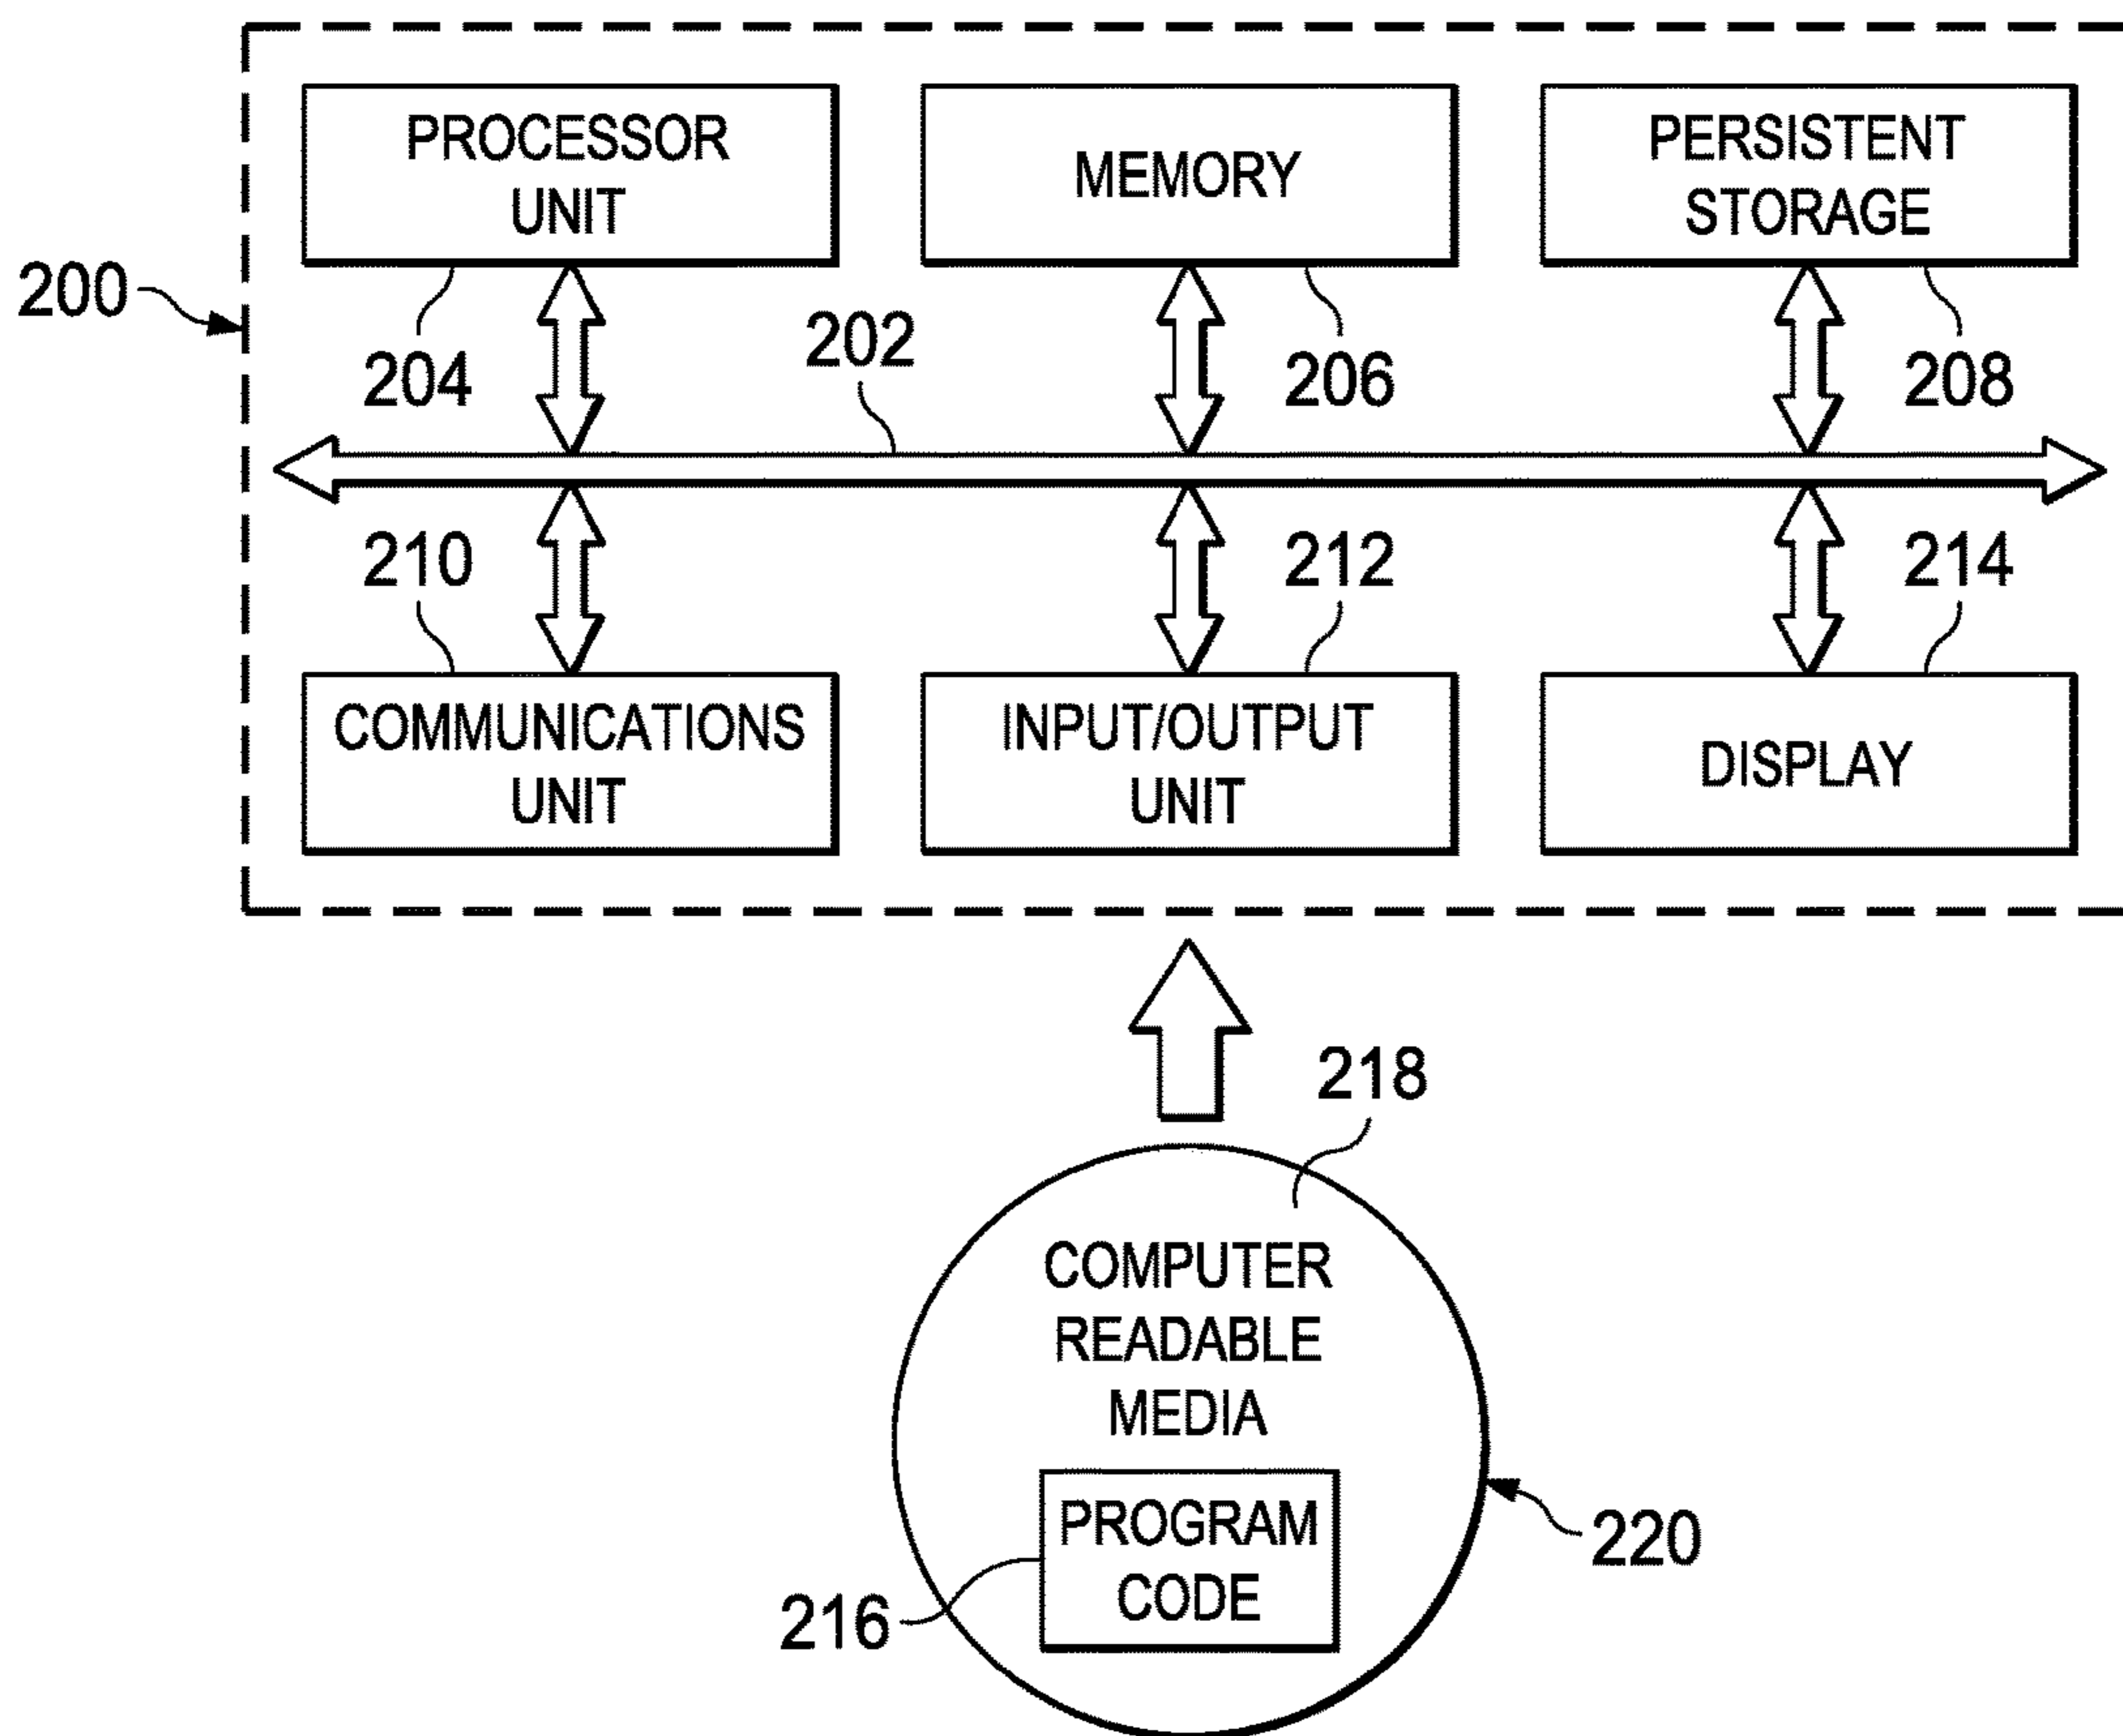 PROCESSOR
UNIT
MEMORY
PERSISTENT
STORAGE
200
204
202
206
208
210
212
214
COMMUNICATIONS
UNIT
INPUT/OUTPUT
UNIT
DISPLAY
218
COMPUTER
READABLE
MEDIA
PROGRAM
CODE
216
220